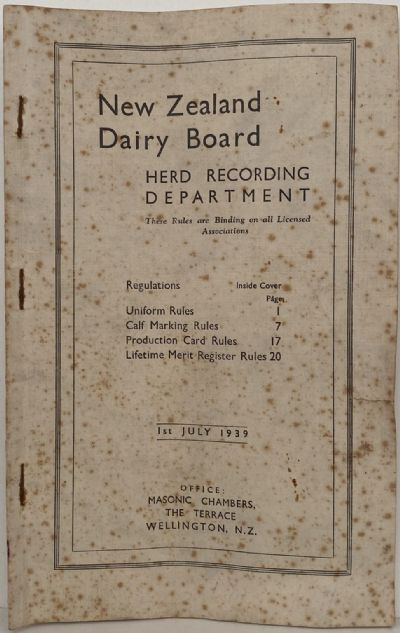 New Zealand
Dairy Board
HERD RECORDING
DEPARTMENT
These Rules are Binding on all Licensed
Associations
Regulations Inside Cover
Page
Uniform Rules 1
Calf Marking Rules 7
Production Card Rules 17
Lifetime Merit Register Rules 20
1st JULY 1939
OFFICE:
MASONIC CHAMBERS,
THE TERRACE
WELLINGTON, N.Z.